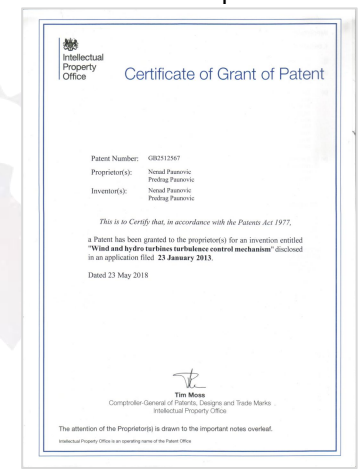 Intellectual
Property
Office
Certificate of Grant of Patent
Patent Number: GB2512567
Proprietor(s): Nenad Paunovic
Predrag Paunovic
Inventor(s): Nenad Paunovic
Predrag Paunovic
This is to Certify that, in accordance with the Patents Act 1977,
a Patent has been granted to the proprietor(s) for an invention entitled
"Wind and hydro turbines turbulence control mechanism" disclosed
in an application filed 23 January 2013.
Dated 23 May 2018
Tim Moss
Comptroller-General of Patents, Designs and Trade Marks
Intellectual Property Office
The attention of the Proprietor(s) is drawn to the important notes overleaf.
Intellectual Property Office is an operating name of the Patent Office